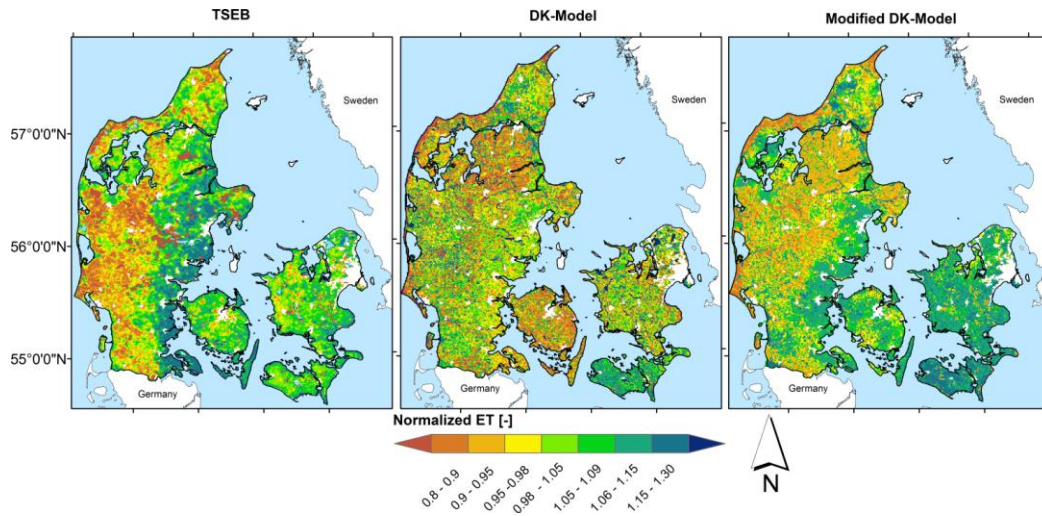 TSEB DK-Model Modified DK-Model
Sweden Sweden Sweden
57°0'0"N
56°0'0"N
55°0'0"N
Germany Germany Germany
Normalized ET [-]
0.8 - 0.9
0.9 - 0.95
0.95 -0.98
0.98 - 1.05
1.05 - 1.09
1.06 - 1.15
1.15 - 1.30
N